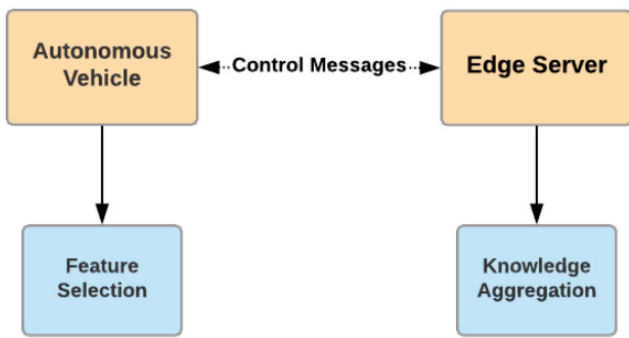 Autonomous
Vehicle
Control Messages
Edge Server
Feature
Selection
Knowledge
Aggregation